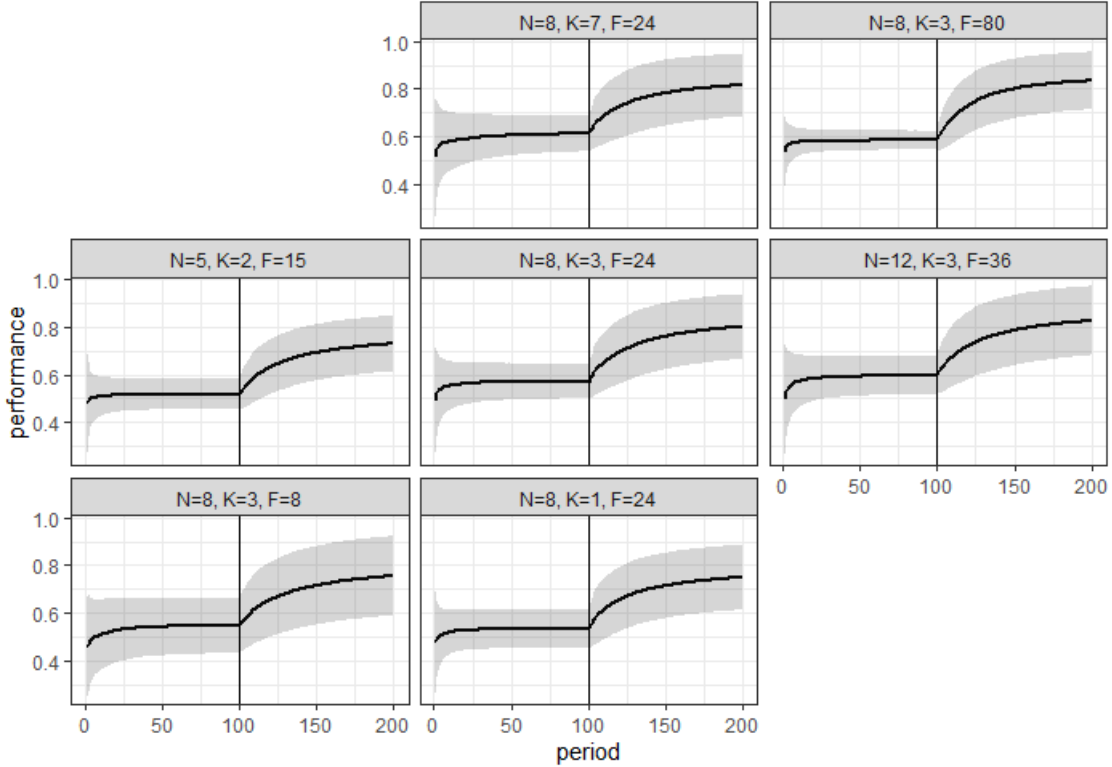 N=8, K=7, F=24
N=8, K=3, F=80
1.0
0.8
0.6
0.4
N=5, K=2, F=15
N=8, K=3, F=24
N=12, K=3, F=36
1.0
0.8
0.6
0.4
performance
0 50 100 150 200
N=8, K=3, F=8
N=8, K=1, F=24
1.0
0.8
0.6
0.4
0 50 100 150 200
0 50 100 150 200
period